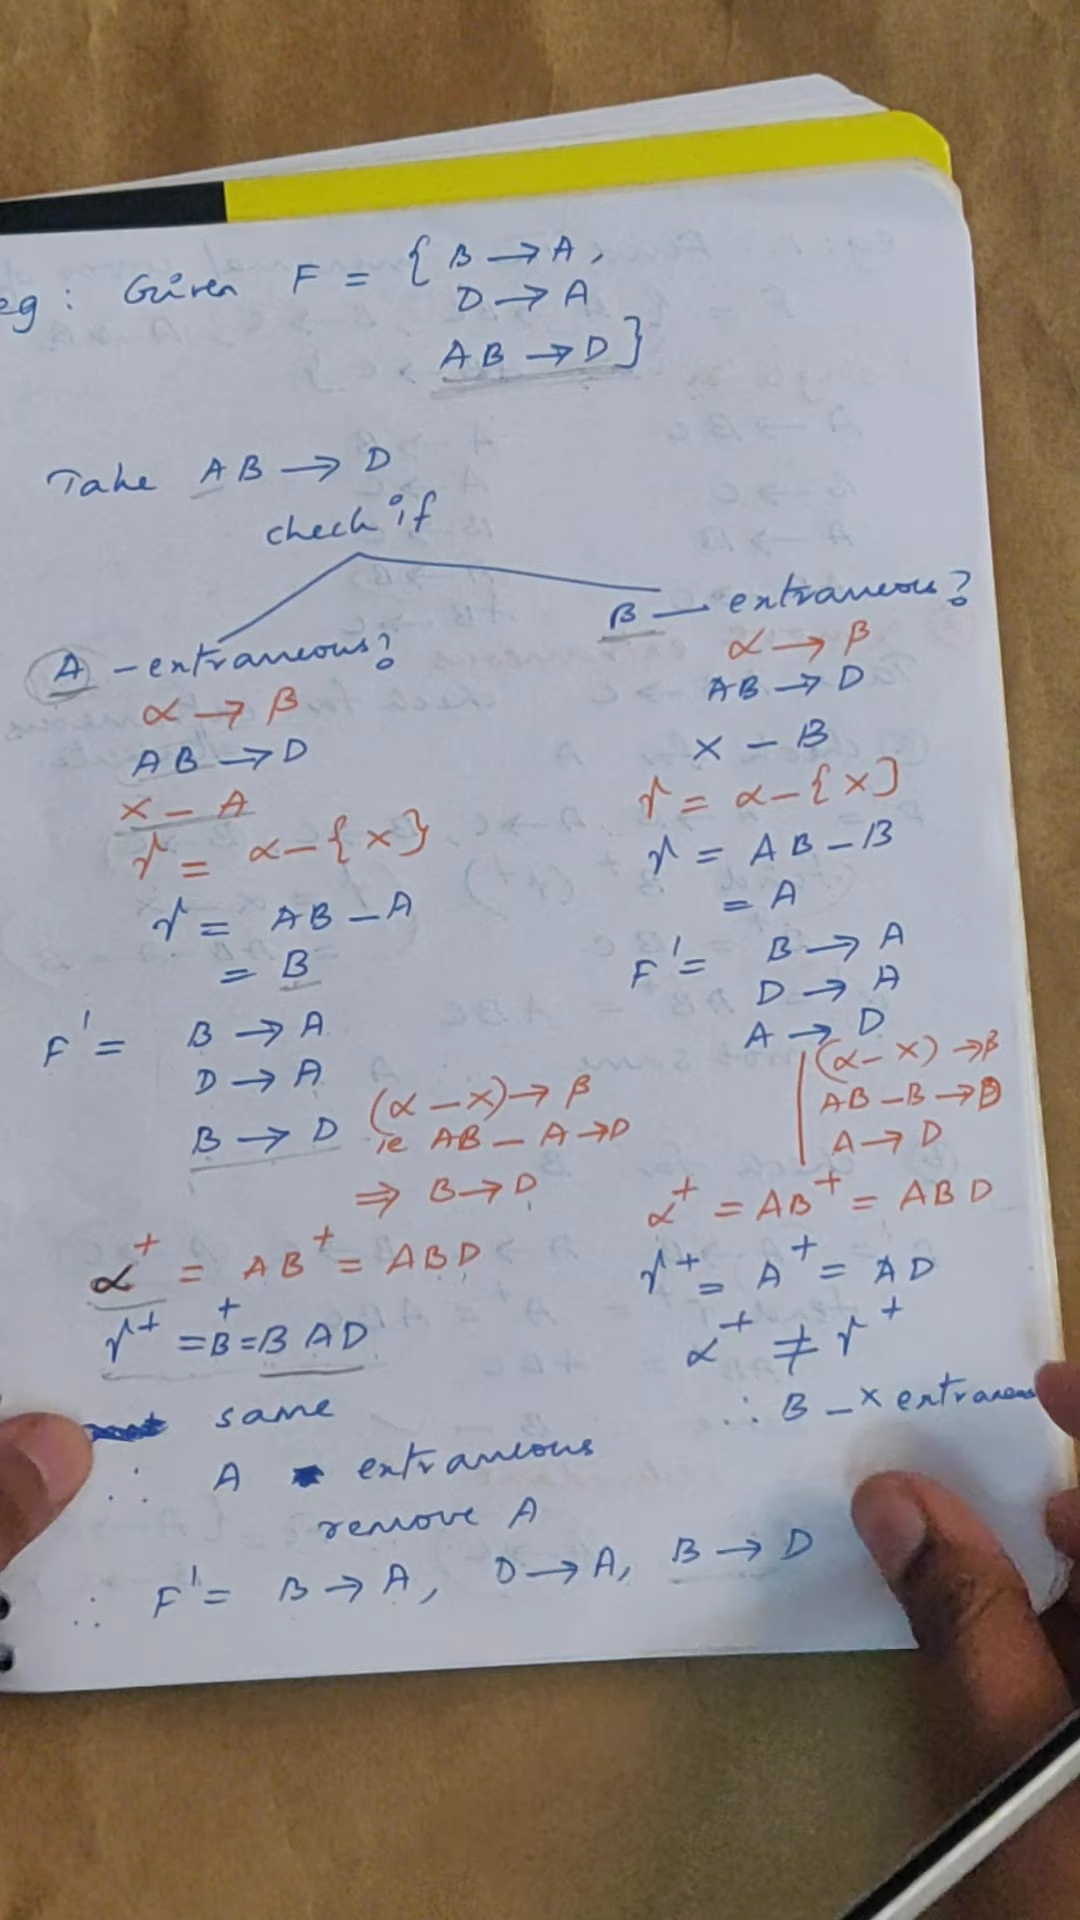 eg: Given F = { B → A,
D → A
AB → D }
Take AB → D
check if
A - extraneous?
α → β
AB → D
x - A
γ = α - {x}
γ = AB - A
= B
F' = B → A
D → A
B → D (α - x) → β
ie AB - A → D
⇒ B → D
α+ = AB+ = ABD
γ+ = B+ = BAD
same
∴ A extraneous
remove A
B — extraneous?
α → β
AB → D
x - B
γ = α - {x}
γ = AB - B
= A
F' = B → A
D → A
A → D
(α - x) → β
AB - B → D
A → D
α+ = AB+ = ABD
γ+ = A+ = AD
α+ ≠ γ+
∴ B - x extraneous
∴ F' = B → A, D → A, B → D